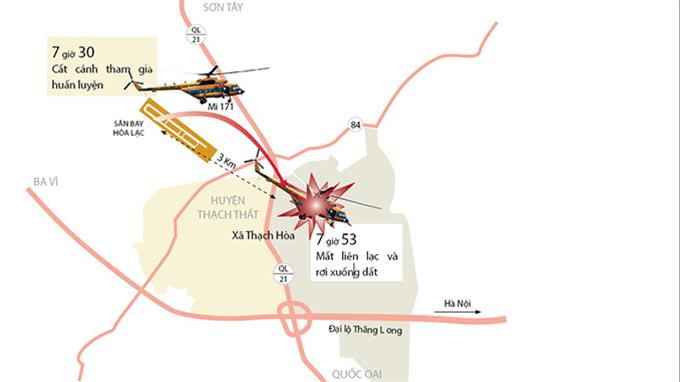 SƠN TÂY
QL
21
7 giờ 30
Cất cánh tham gia
huấn luyện
Mi 171
SÂN BAY
HÒA LẠC
84
3 Km
BA VÌ
HUYỆN
THẠCH THẤT
Xã Thạch Hòa
7 giờ 53
Mất liên lạc và
rơi xuống đất
QL
21
Hà Nội
Đại lộ Thăng Long
QUỐC OAI